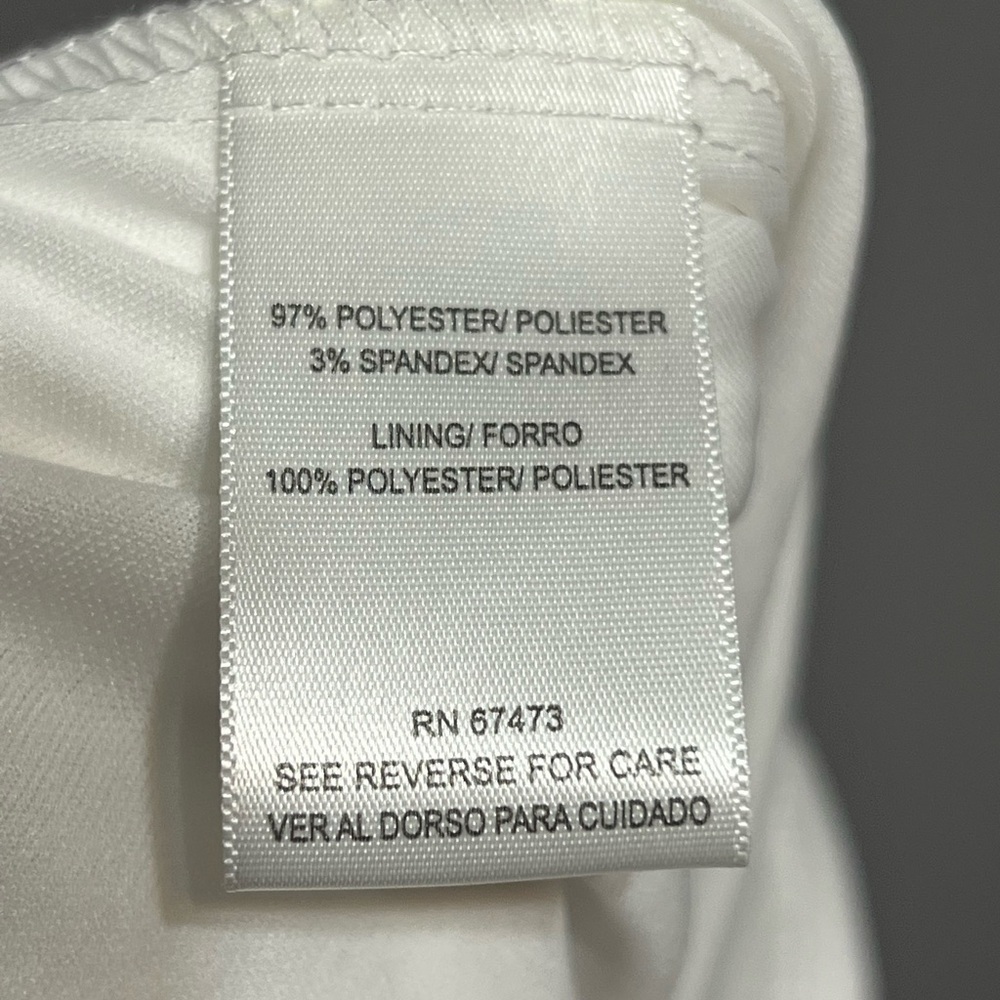 97% POLYESTER/ POLIESTER
3% SPANDEX/ SPANDEX
LINING/ FORRO
100% POLYESTER/ POLIESTER
RN 67473
SEE REVERSE FOR CARE
VER AL DORSO PARA CUIDADO